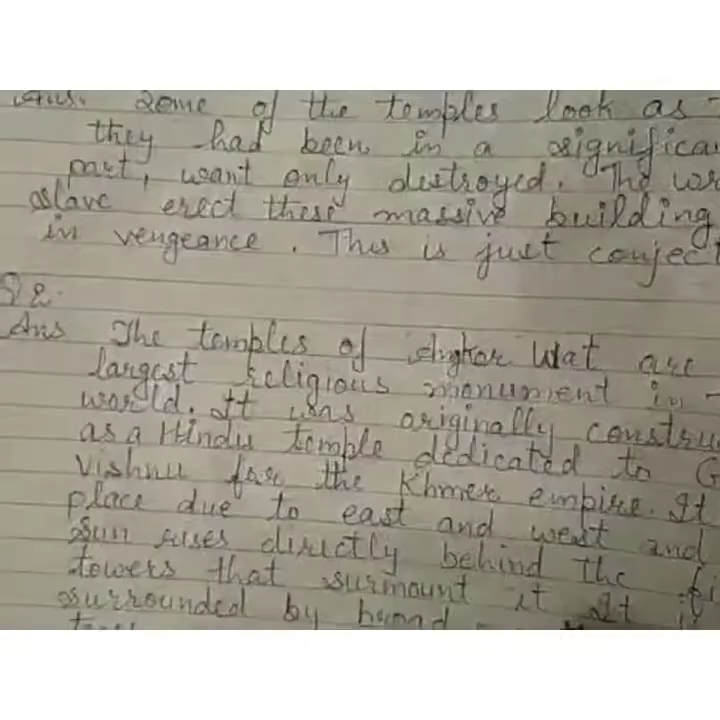 Ans. Some of the temples look as
they had been in a significa
part, want only destroyed. The
slave erect these massive building
in vengeance. This is just conject
Q2.
Ans The temples of Angkor Wat are
largest religious monument in
world. It was originally constru
as a Hindu temple dedicated to G
Vishnu for the Khmer empire. It
place due to east and west and
sun rises directly behind the fi
towers that surmount it It i
surrounded by